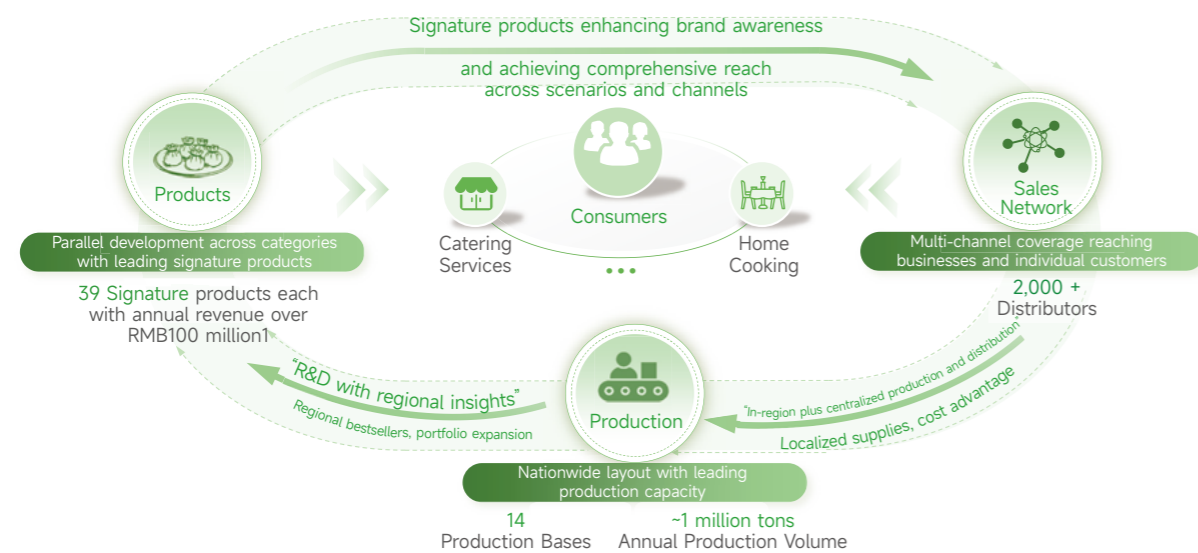 Signature products enhancing brand awareness
and achieving comprehensive reach
across scenarios and channels
Products
Parallel development across categories
with leading signature products
39 Signature products each
with annual revenue over
RMB100 million1
Consumers
Catering
Services
Home
Cooking
...
Sales
Network
Multi-channel coverage reaching
businesses and individual customers
2,000 +
Distributors
"In-region plus centralized production and distribution"
Localized supplies, cost advantage
Production
Nationwide layout with leading
production capacity
14
Production Bases
~1 million tons
Annual Production Volume
"R&D with regional insights"
Regional bestsellers, portfolio expansion